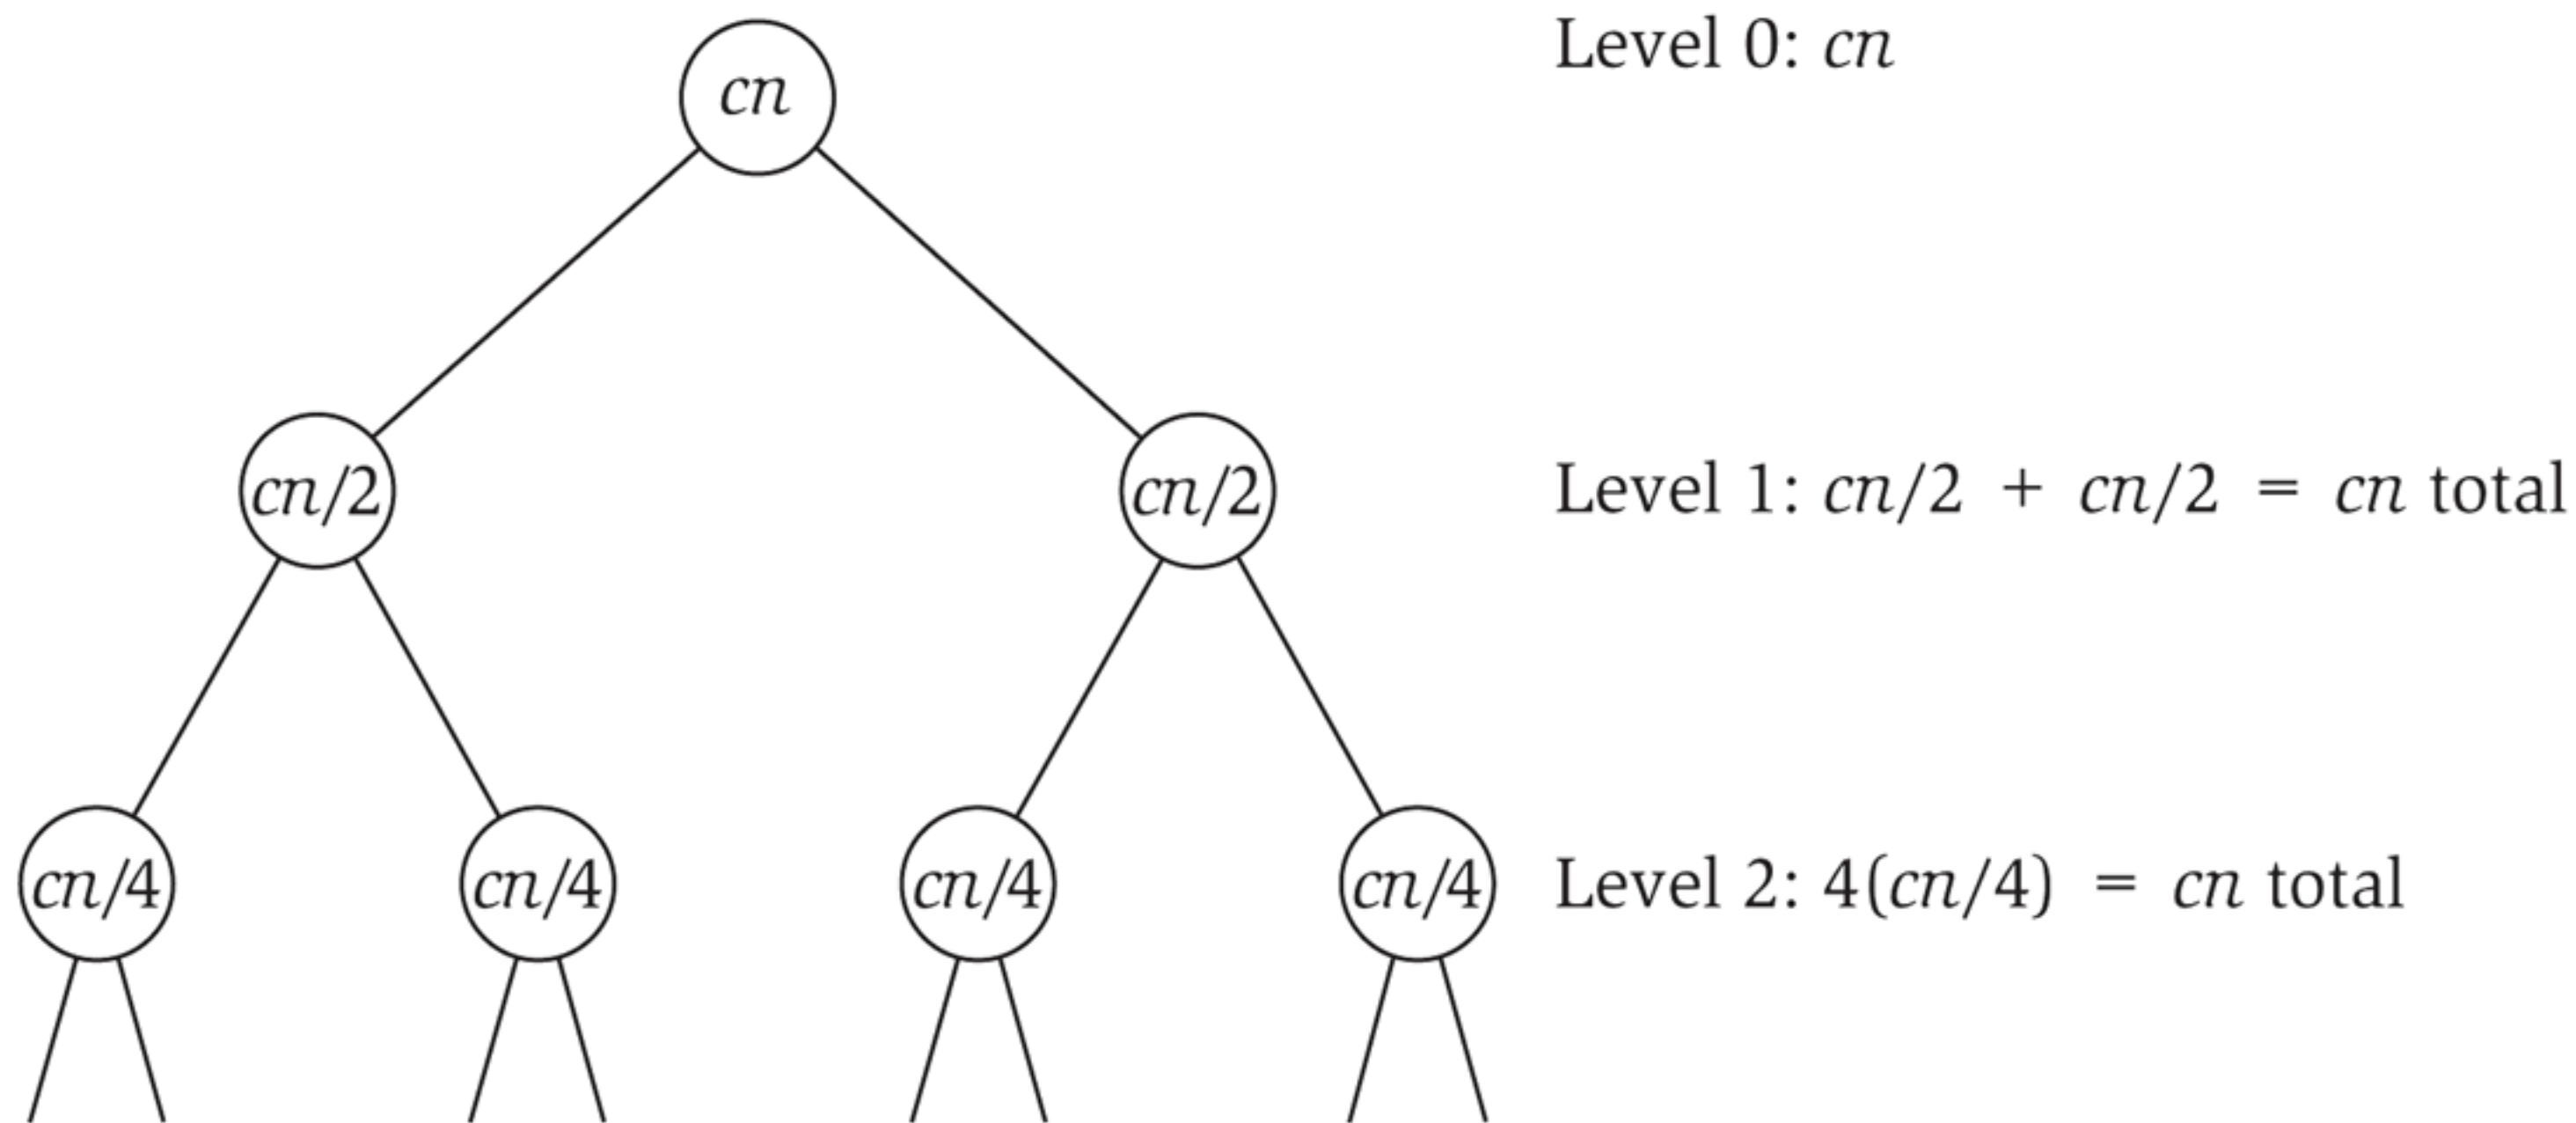 cn
Level 0: cn
cn/2
cn/2
Level 1: cn/2 + cn/2 = cn total
cn/4
cn/4
cn/4
cn/4
Level 2: 4(cn/4) = cn total